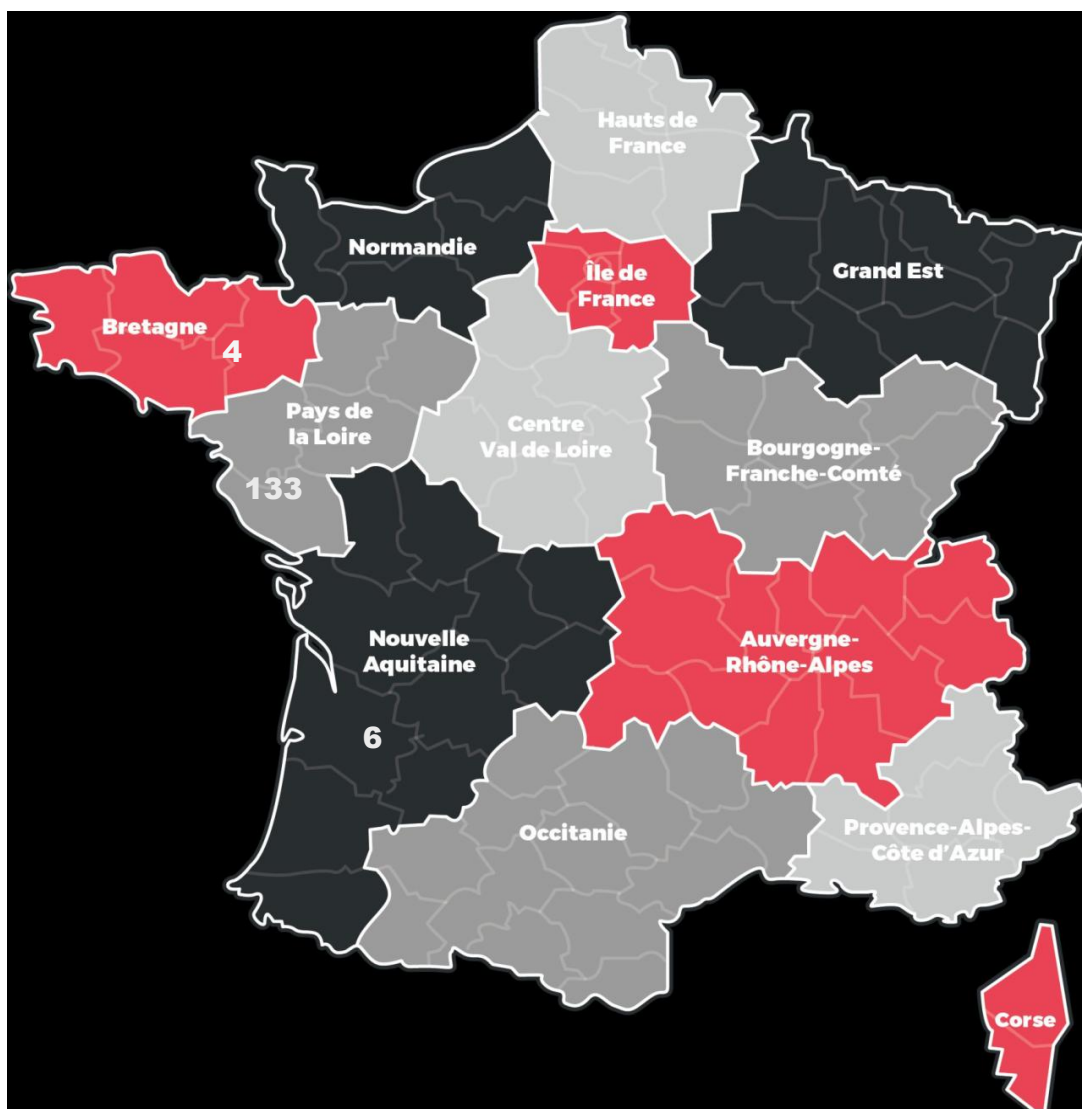 Hauts de
France
Normandie
Île de
France
Grand Est
Bretagne
4
Pays de
la Loire
133
Centre
Val de Loire
Bourgogne-
Franche-Comté
Nouvelle
Aquitaine
6
Auvergne-
Rhône-Alpes
Occitanie
Provence-Alpes-
Côte d'Azur
Corse